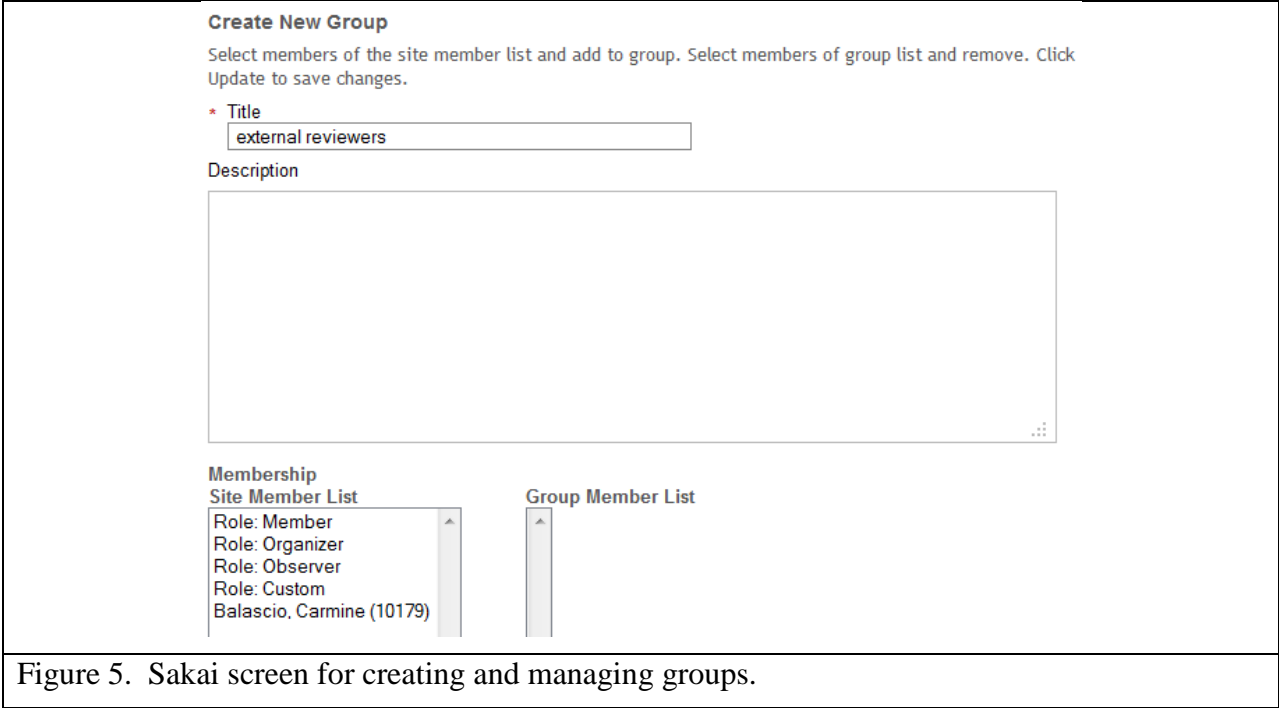 Create New Group
Select members of the site member list and add to group. Select members of group list and remove. Click
Update to save changes.
* Title
external reviewers
Description
Membership
Site Member List
Group Member List
Role: Member
Role: Organizer
Role: Observer
Role: Custom
Balascio, Carmine (10179)
Figure 5.  Sakai screen for creating and managing groups.